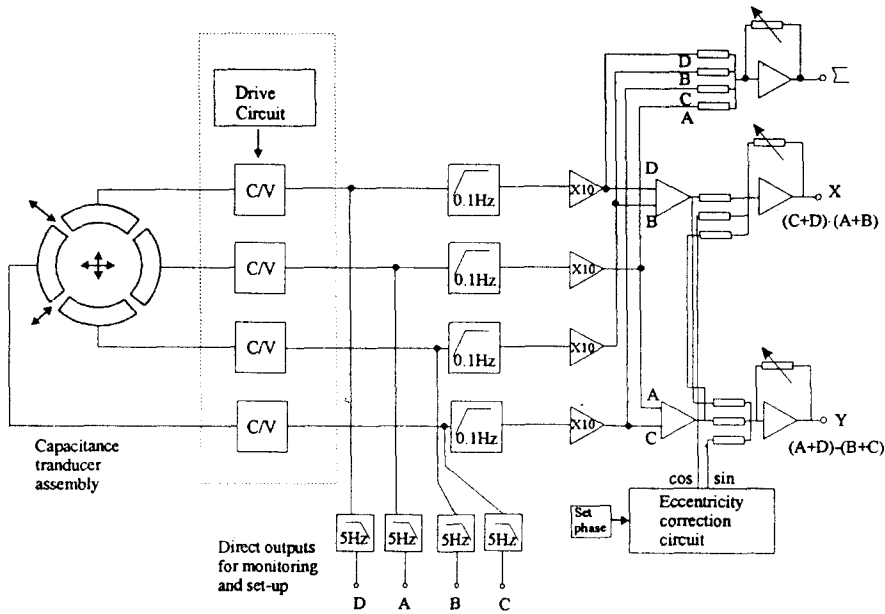 Drive
Circuit
C/V
C/V
C/V
C/V
0.1Hz
0.1Hz
0.1Hz
0.1Hz
X10
X10
X10
X10
D
B
C
A
Σ
D
B
X
(C+D)-(A+B)
A
C
Y
(A+D)-(B+C)
cos sin
Set
phase
Eccentricity
correction
circuit
Capacitance
tranducer
assembly
Direct outputs
for monitoring
and set-up
5Hz
5Hz
5Hz
5Hz
D A B C